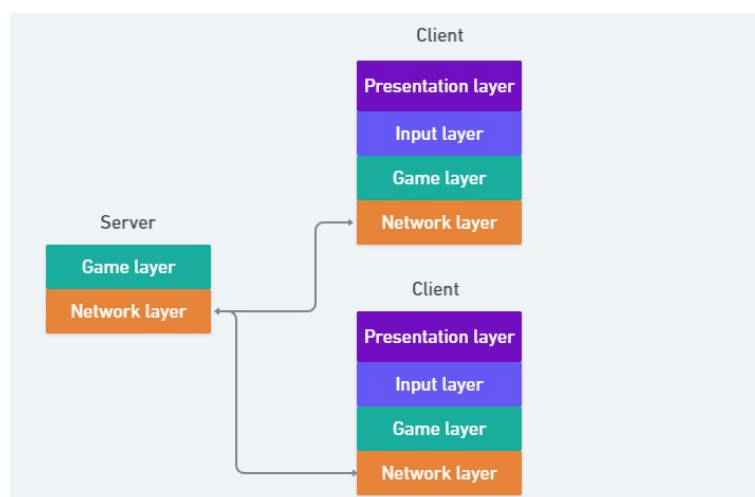 Client
Presentation layer
Input layer
Game layer
Network layer
Server
Game layer
Network layer
Client
Presentation layer
Input layer
Game layer
Network layer